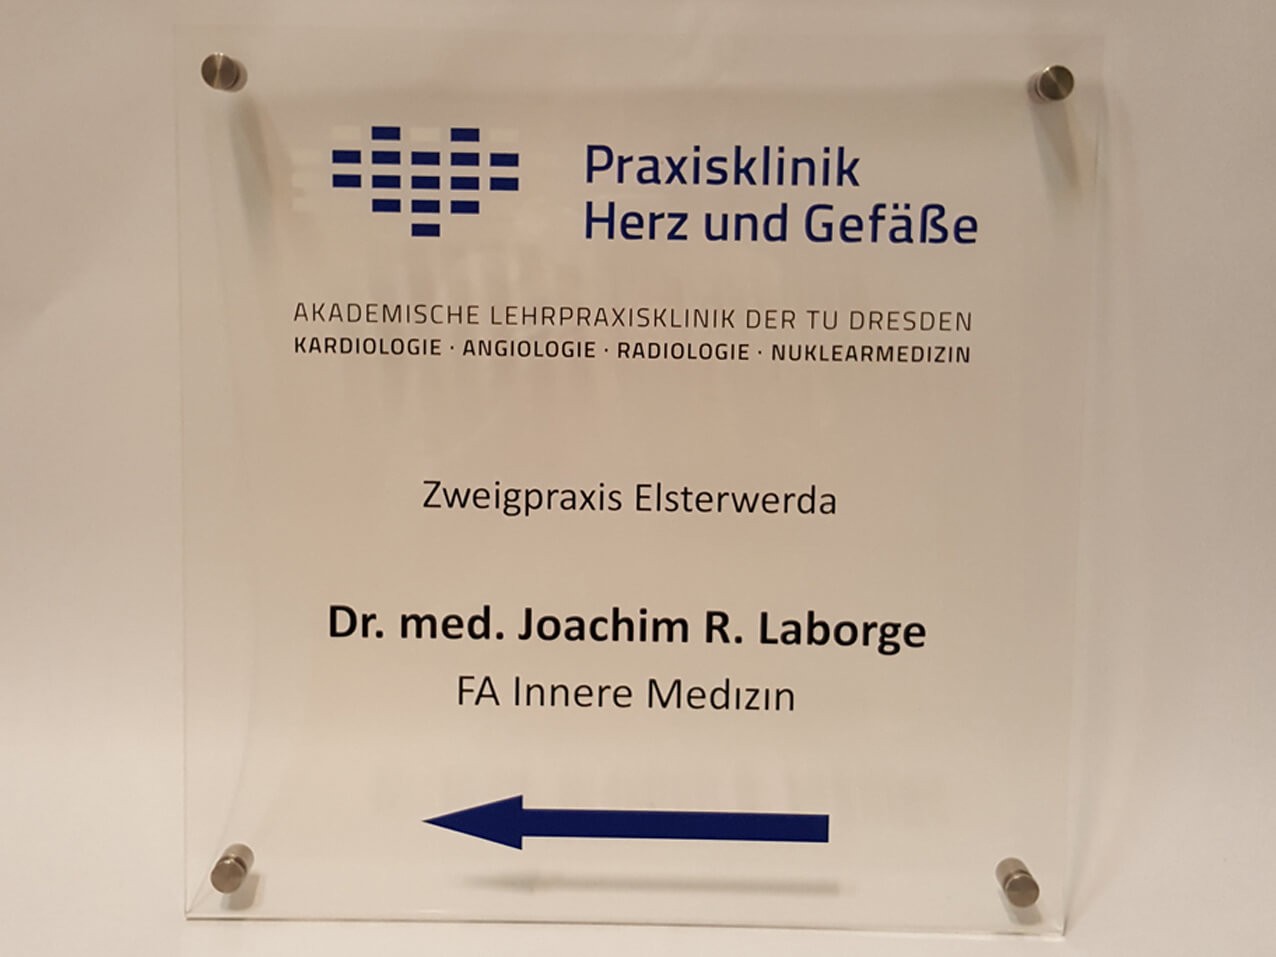 Praxisklinik
Herz und Gefäße
AKADEMISCHE LEHRPRAXISKLINIK DER TU DRESDEN
KARDIOLOGIE · ANGIOLOGIE · RADIOLOGIE · NUKLEARMEDIZIN
Zweigpraxis Elsterwerda
Dr. med. Joachim R. Laborge
FA Innere Medizin